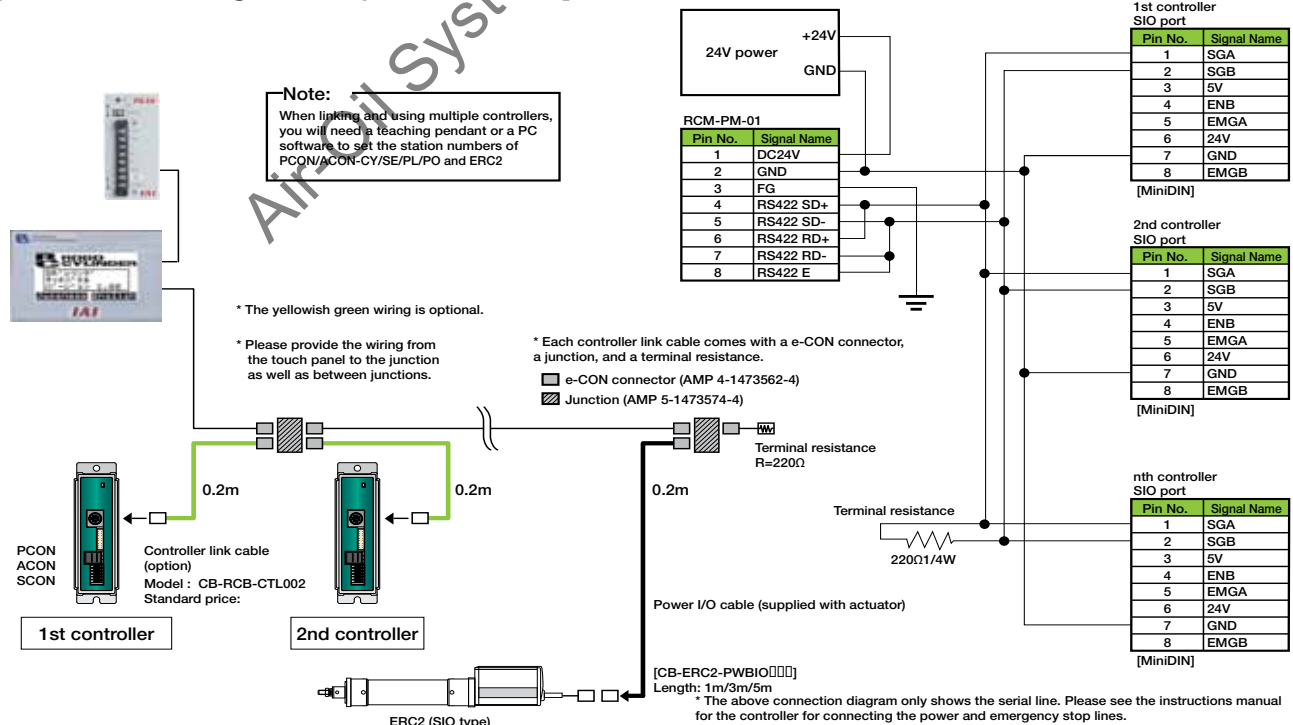 24V power
+24V
GND
RCM-PM-01
Pin No. Signal Name
1 DC24V
2 GND
3 FG
4 RS422 SD+
5 RS422 SD-
6 RS422 RD+
7 RS422 RD-
8 RS422 E
1st controller
SIO port
Pin No. Signal Name
1 SGA
2 SGB
3 5V
4 ENB
5 EMGA
6 24V
7 GND
8 EMGB
[MiniDIN]
2nd controller
SIO port
Pin No. Signal Name
1 SGA
2 SGB
3 5V
4 ENB
5 EMGA
6 24V
7 GND
8 EMGB
[MiniDIN]
nth controller
SIO port
Pin No. Signal Name
1 SGA
2 SGB
3 5V
4 ENB
5 EMGA
6 24V
7 GND
8 EMGB
[MiniDIN]
Terminal resistance
220Ω1/4W
Note:
When linking and using multiple controllers,
you will need a teaching pendant or a PC
software to set the station numbers of
PCON/ACON-CY/SE/PL/PO and ERC2
Air-Oil Syst
IAI
ROBO
CYLINDER
IAI
* The yellowish green wiring is optional.
* Please provide the wiring from
the touch panel to the junction
as well as between junctions.
* Each controller link cable comes with a e-CON connector,
a junction, and a terminal resistance.
e-CON connector (AMP 4-1473562-4)
Junction (AMP 5-1473574-4)
Terminal resistance
R=220Ω
0.2m
0.2m
0.2m
PCON
ACON
SCON
Controller link cable
(option)
Model : CB-RCB-CTL002
Standard price:
1st controller
2nd controller
Power I/O cable (supplied with actuator)
[CB-ERC2-PWBIO□□□]
Length: 1m/3m/5m
ERC2 (SIO type)
* The above connection diagram only shows the serial line. Please see the instructions manual
for the controller for connecting the power and emergency stop lines.